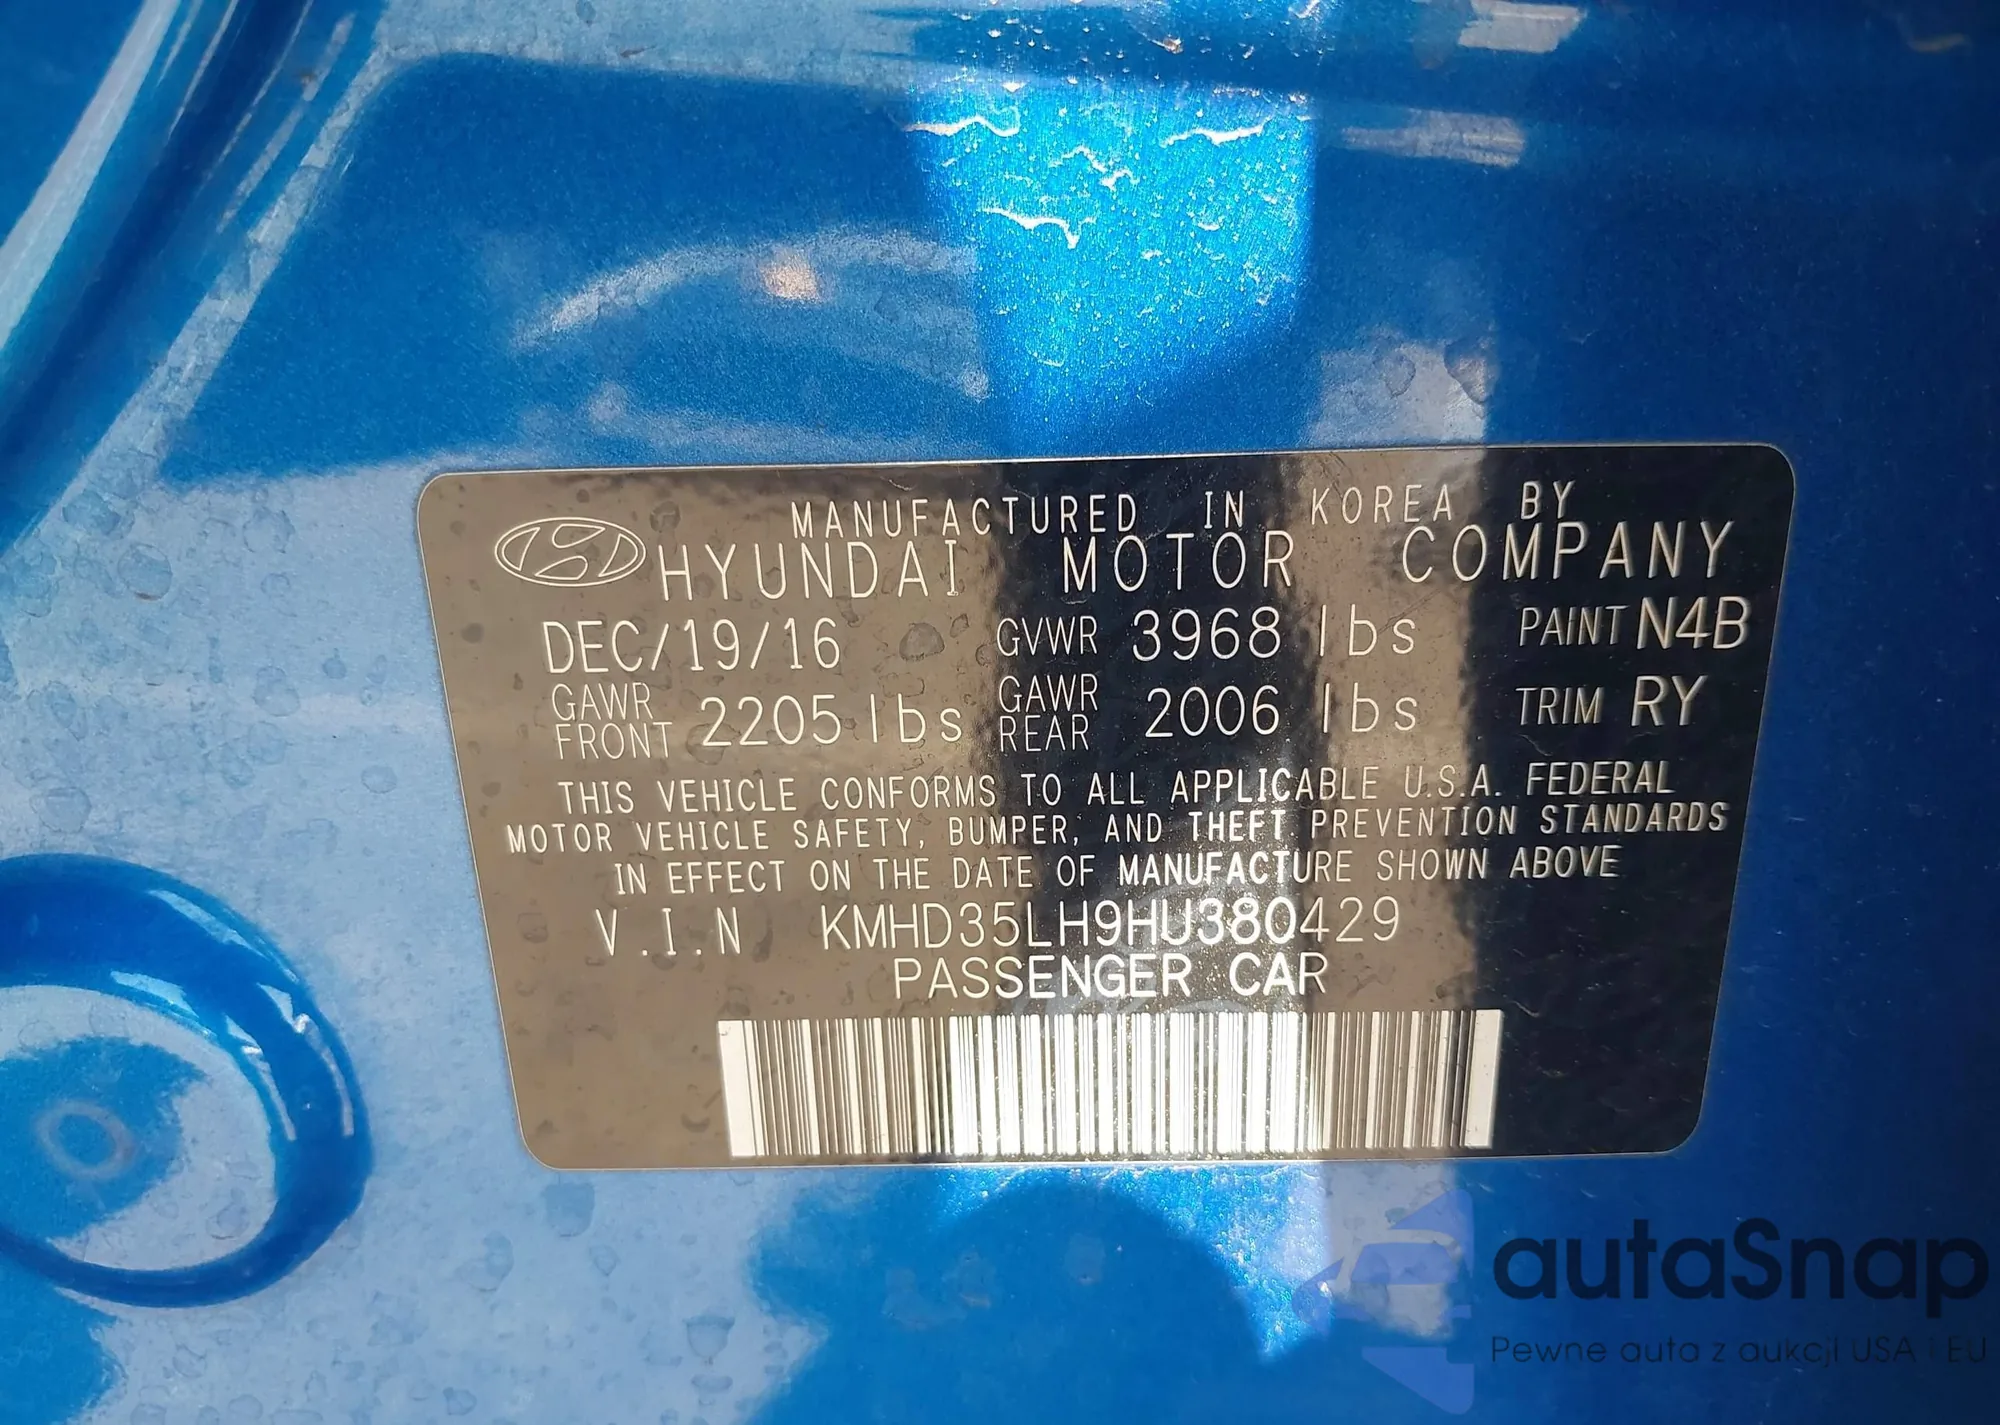 MANUFACTURED IN KOREA BY
HYUNDAI MOTOR COMPANY
DEC/19/16 GVWR 3968 lbs PAINT N4B
GAWR FRONT 2205 lbs GAWR REAR 2006 lbs TRIM RY
THIS VEHICLE CONFORMS TO ALL APPLICABLE U.S.A. FEDERAL
MOTOR VEHICLE SAFETY, BUMPER, AND THEFT PREVENTION STANDARDS
IN EFFECT ON THE DATE OF MANUFACTURE SHOWN ABOVE
V.I.N KMHD35LH9HU380429
PASSENGER CAR
autaSnap
Pewne auta z aukcji USA i EU